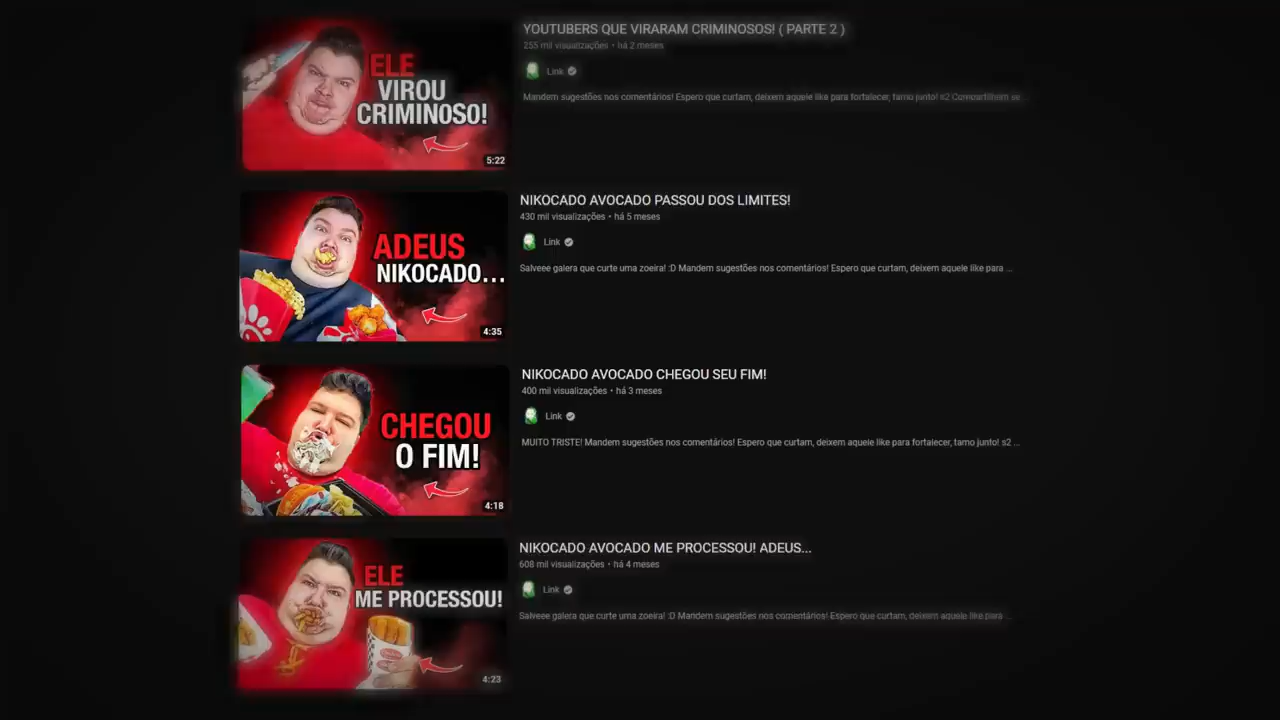 ELE
VIROU
CRIMINOSO!
5:22
YOUTUBERS QUE VIRARAM CRIMINOSOS! ( PARTE 2 )
255 mil visualizações • há 2 meses
Link
Mandem sugestões nos comentários! Espero que curtam, deixem aquele like para fortalecer, tamo junto! s2 Compartilhem
ADEUS
NIKOCADO...
4:35
NIKOCADO AVOCADO PASSOU DOS LIMITES!
430 mil visualizações • há 5 meses
Link
Salveee galera que curte uma zoeira! :D Mandem sugestões nos comentários! Espero que curtam, deixem aquele like para ...
CHEGOU
O FIM!
4:18
NIKOCADO AVOCADO CHEGOU SEU FIM!
400 mil visualizações • há 3 meses
Link
MUITO TRISTE! Mandem sugestões nos comentários! Espero que curtam, deixem aquele like para fortalecer, tamo junto! s2 ...
ELE
ME PROCESSOU!
4:23
NIKOCADO AVOCADO ME PROCESSOU! ADEUS...
608 mil visualizações • há 4 meses
Link
Salveee galera que curte uma zoeira! :D Mandem sugestões nos comentários! Espero que curtam, deixem aquele like para ...